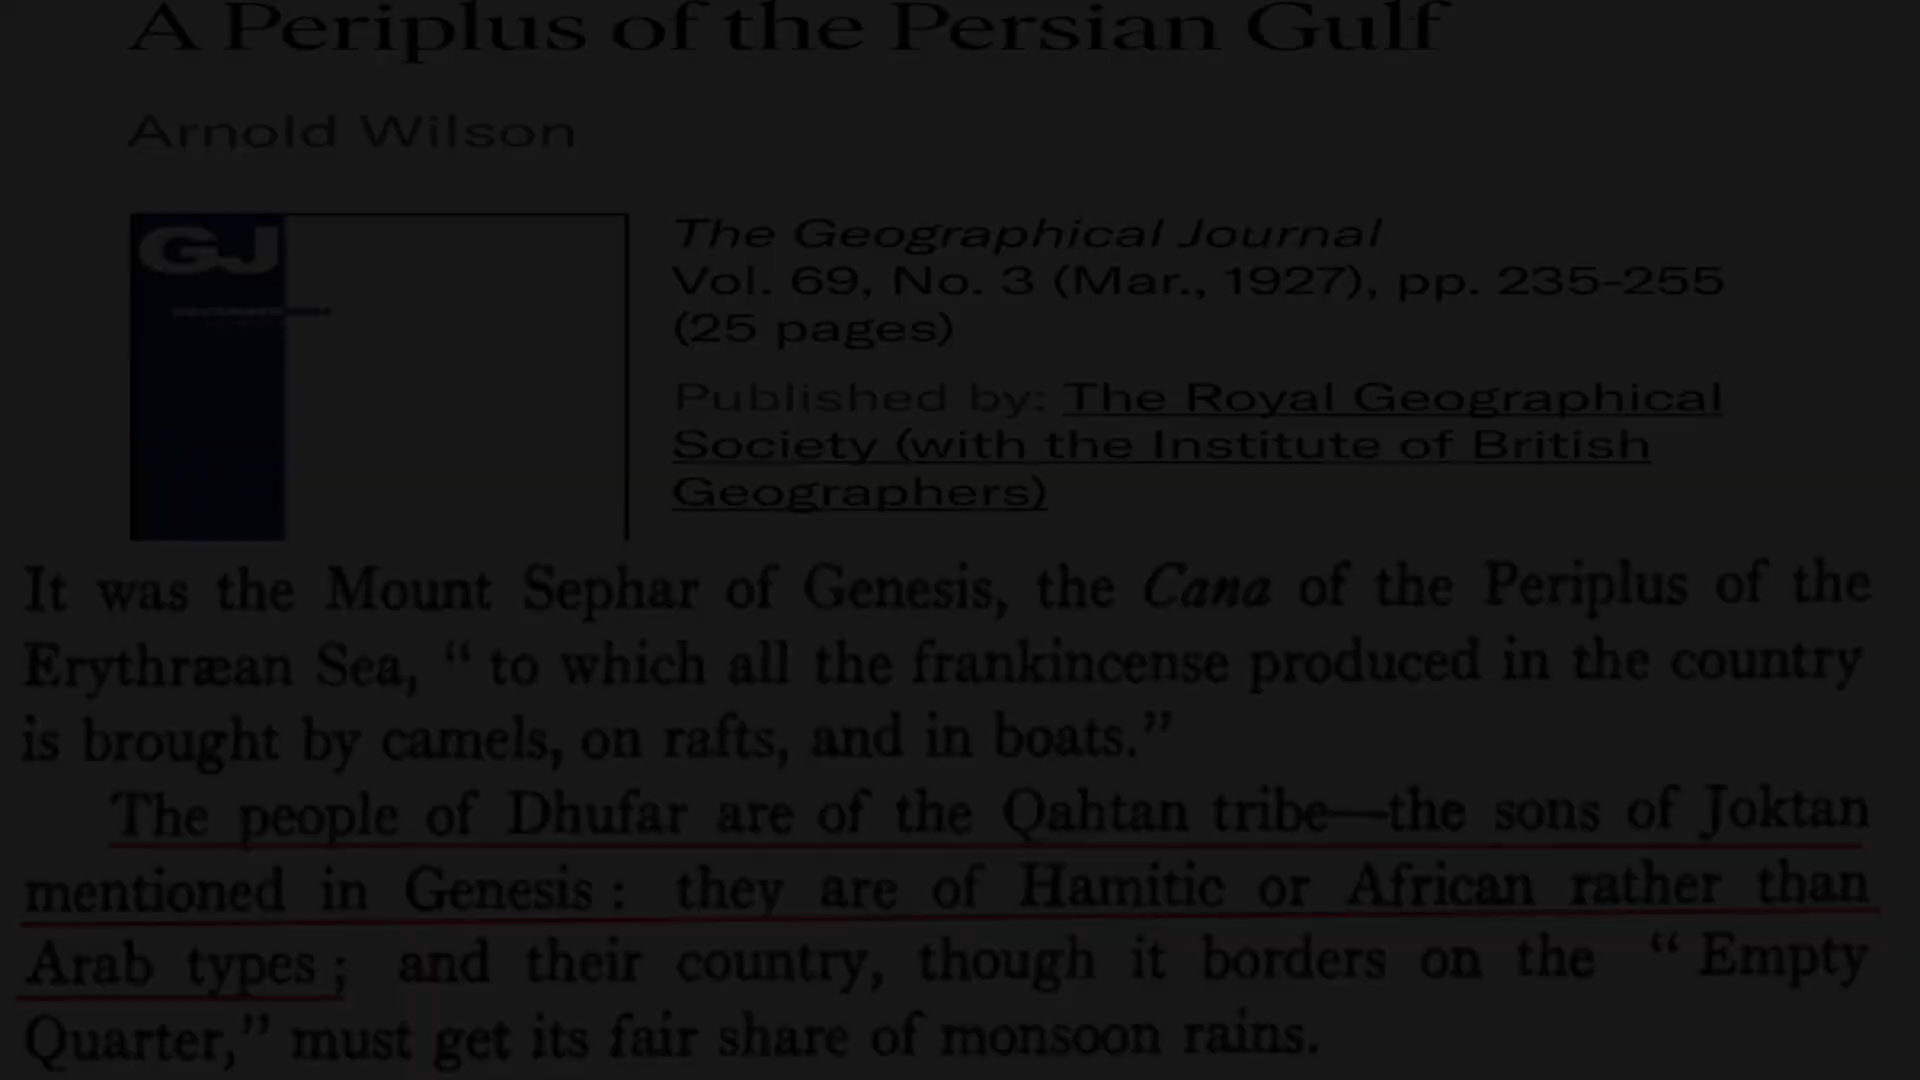 A Periplus of the Persian Gulf
Arnold Wilson
GJ
The Geographical Journal
Vol. 69, No. 3 (Mar., 1927), pp. 235-255
(25 pages)
Published by: The Royal Geographical
Society (with the Institute of British
Geographers)
It was the Mount Sephar of Genesis, the Cana of the Periplus of the
Erythræan Sea, “ to which all the frankincense produced in the country
is brought by camels, on rafts, and in boats.”
The people of Dhufar are of the Qahtan tribe—the sons of Joktan
mentioned in Genesis : they are of Hamitic or African rather than
Arab types ; and their country, though it borders on the “ Empty
Quarter,” must get its fair share of monsoon rains.